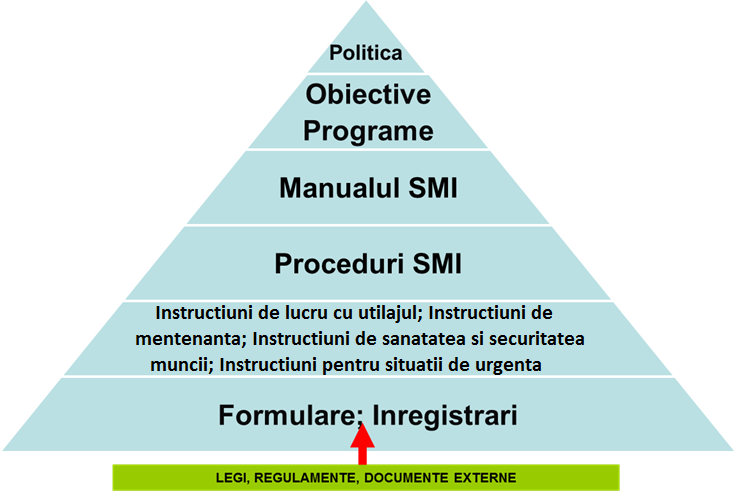 Politica
Obiective
Programe
Manualul SMI
Proceduri SMI
Instructiuni de lucru cu utilajul; Instructiuni de
mentenanta; Instructiuni de sanatatea si securitatea
muncii; Instructiuni pentru situatii de urgenta
Formulare; Inregistrari
LEGI, REGULAMENTE, DOCUMENTE EXTERNE